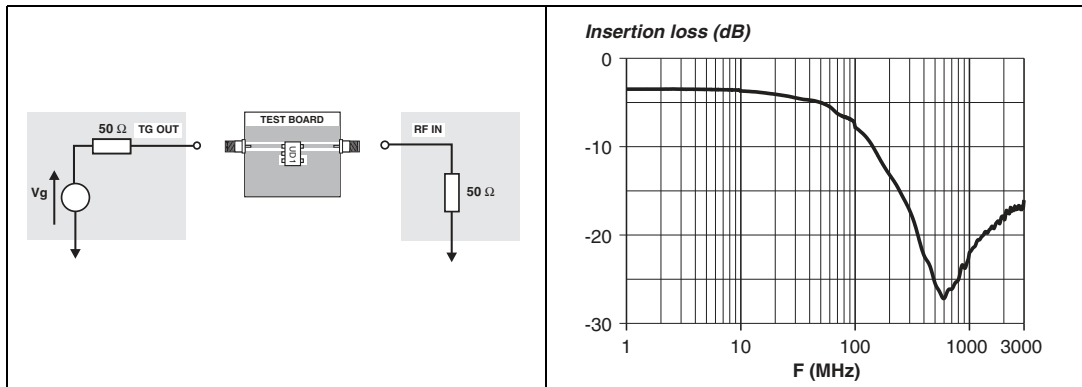 50 Ω
TG OUT
TEST BOARD
RF IN
Vg
UD1
50 Ω
Insertion loss (dB)
0
-10
-20
-30
1
10
100
1000
3000
F (MHz)